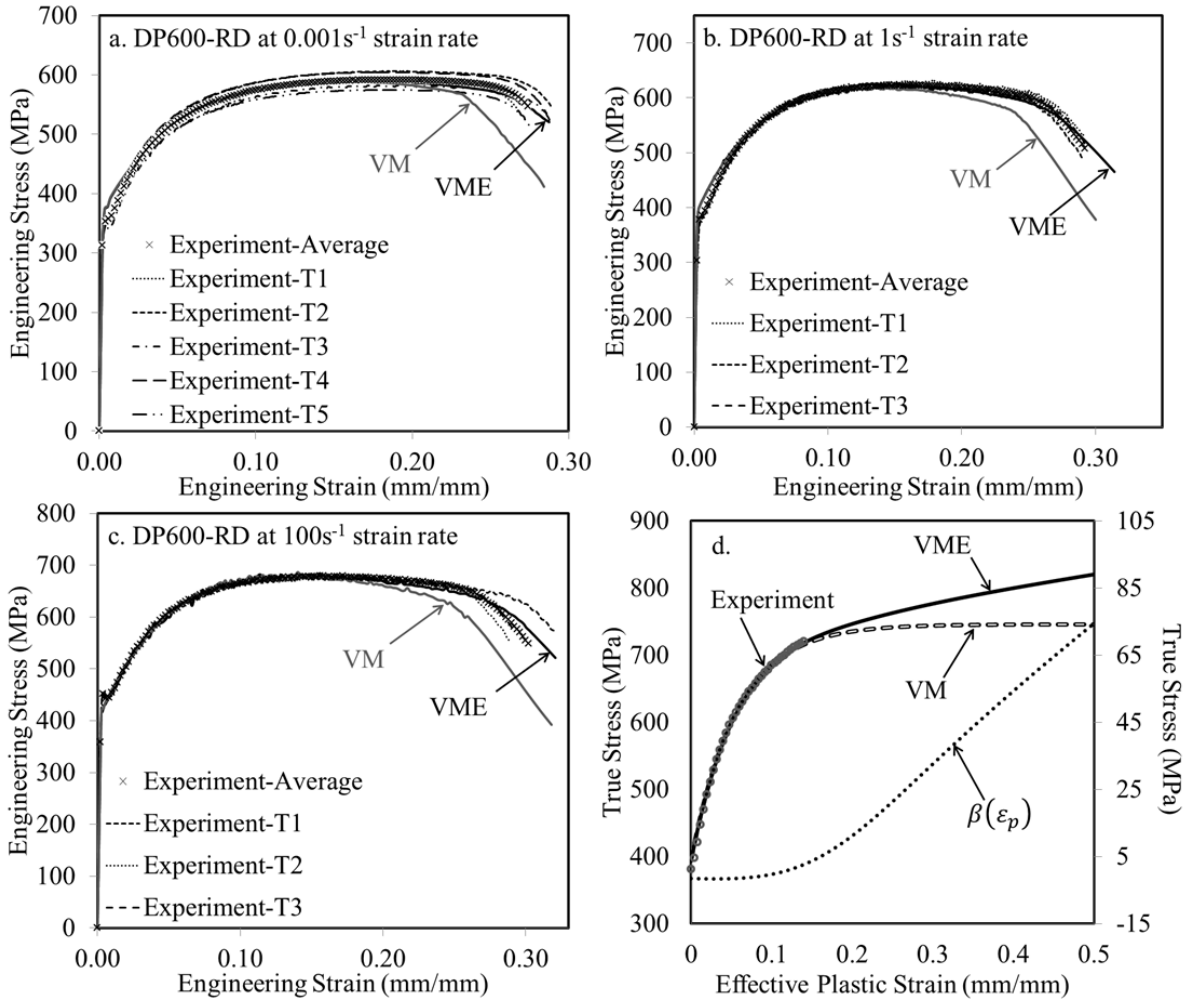 a. DP600-RD at 0.001s⁻¹ strain rate
Engineering Stress (MPa)
700
600
500
400
300
200
100
0
VM
VME
Experiment-Average
Experiment-T1
Experiment-T2
Experiment-T3
Experiment-T4
Experiment-T5
0.00
0.10
0.20
0.30
Engineering Strain (mm/mm)
b. DP600-RD at 1s⁻¹ strain rate
Engineering Stress (MPa)
700
600
500
400
300
200
100
0
VM
VME
Experiment-Average
Experiment-T1
Experiment-T2
Experiment-T3
0.00
0.10
0.20
0.30
Engineering Strain (mm/mm)
c. DP600-RD at 100s⁻¹ strain rate
Engineering Stress (MPa)
800
700
600
500
400
300
200
100
0
VM
VME
Experiment-Average
Experiment-T1
Experiment-T2
Experiment-T3
0.00
0.10
0.20
0.30
Engineering Strain (mm/mm)
d.
True Stress (MPa)
900
800
700
600
500
400
300
VME
Experiment
VM
β(εₚ)
105
85
65
45
25
5
-15
True Stress (MPa)
0
0.1
0.2
0.3
0.4
0.5
Effective Plastic Strain (mm/mm)